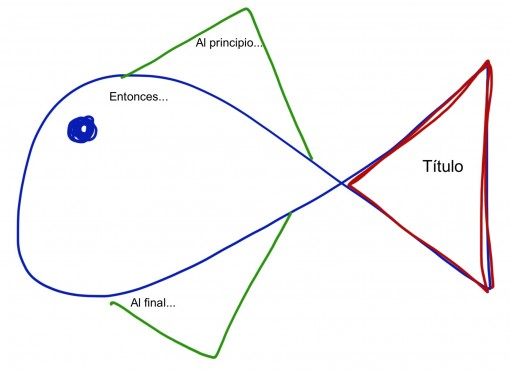 Al principio...
Entonces...
Título
Al final...